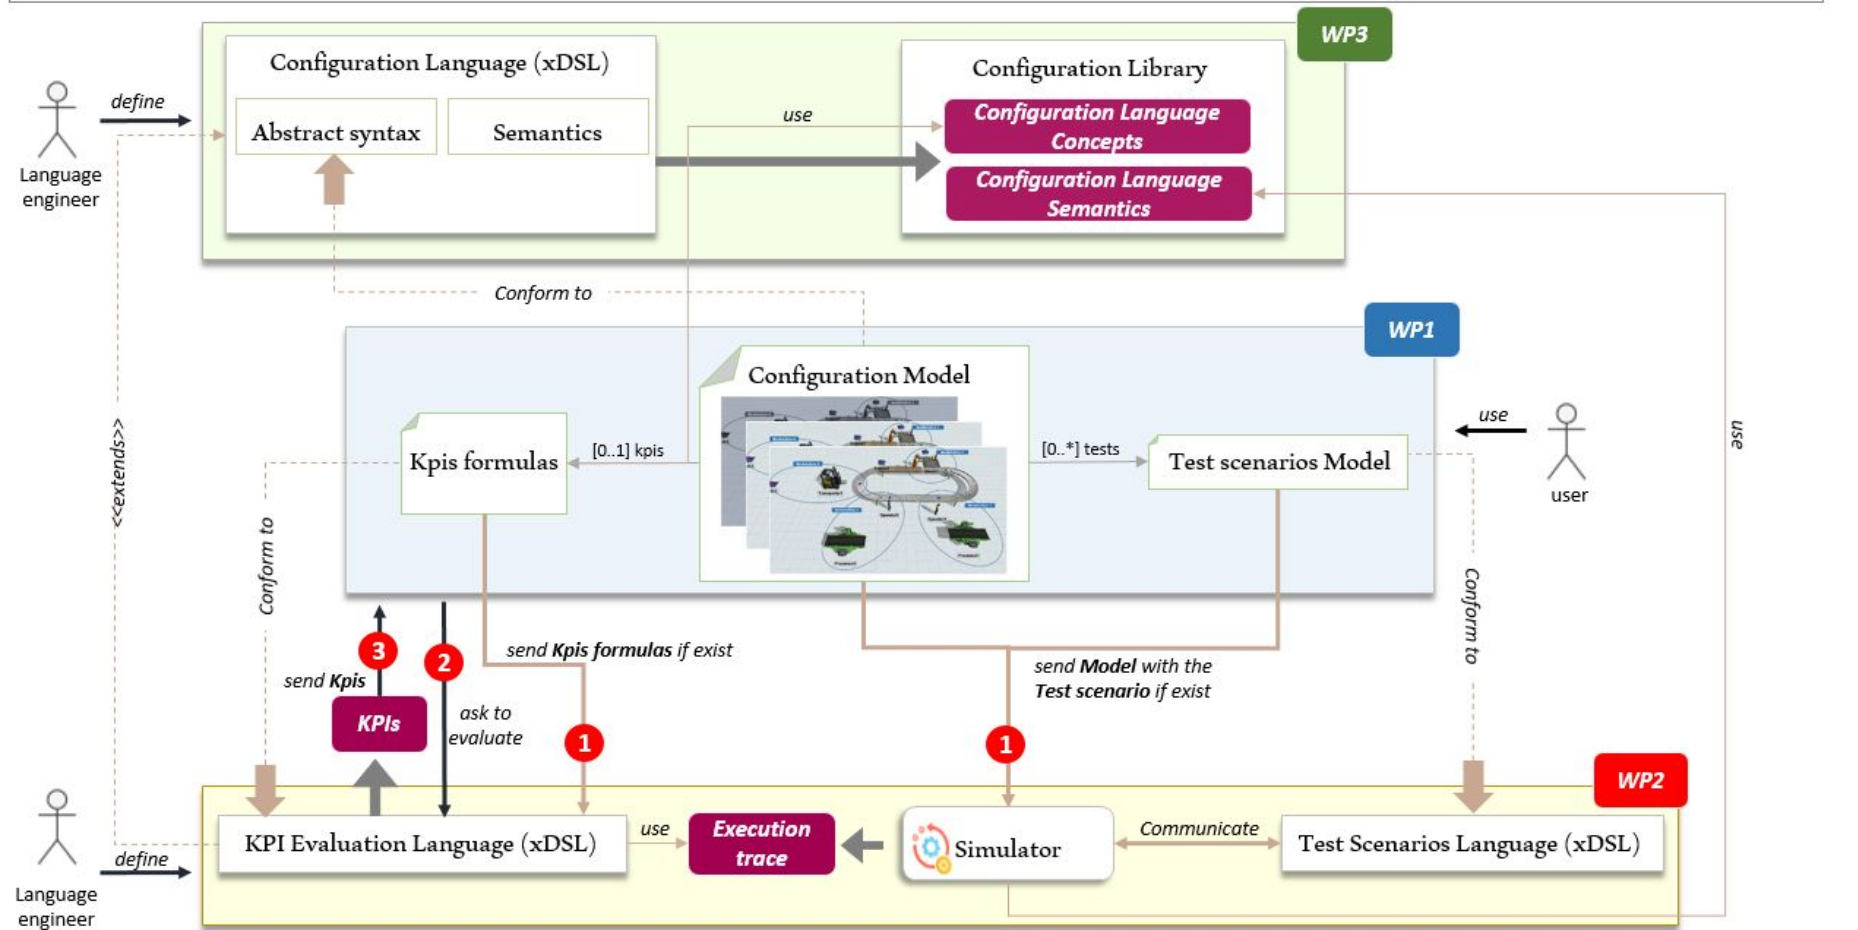 WP3
Configuration Language (xDSL)
Configuration Library
define
Abstract syntax
Semantics
use
Configuration Language
Concepts
Configuration Language
Semantics
Language
engineer
Conform to
WP1
Configuration Model
use
<<extends>>
Kpis formulas
[0..1] kpis
[0..*] tests
Test scenarios Model
use
user
Conform to
Conform to
3
2
send Kpis formulas if exist
send Model with the
Test scenario if exist
send Kpis
KPIs
ask to
evaluate
1
1
WP2
KPI Evaluation Language (xDSL)
use
Execution
trace
Simulator
Communicate
Test Scenarios Language (xDSL)
define
Language
engineer